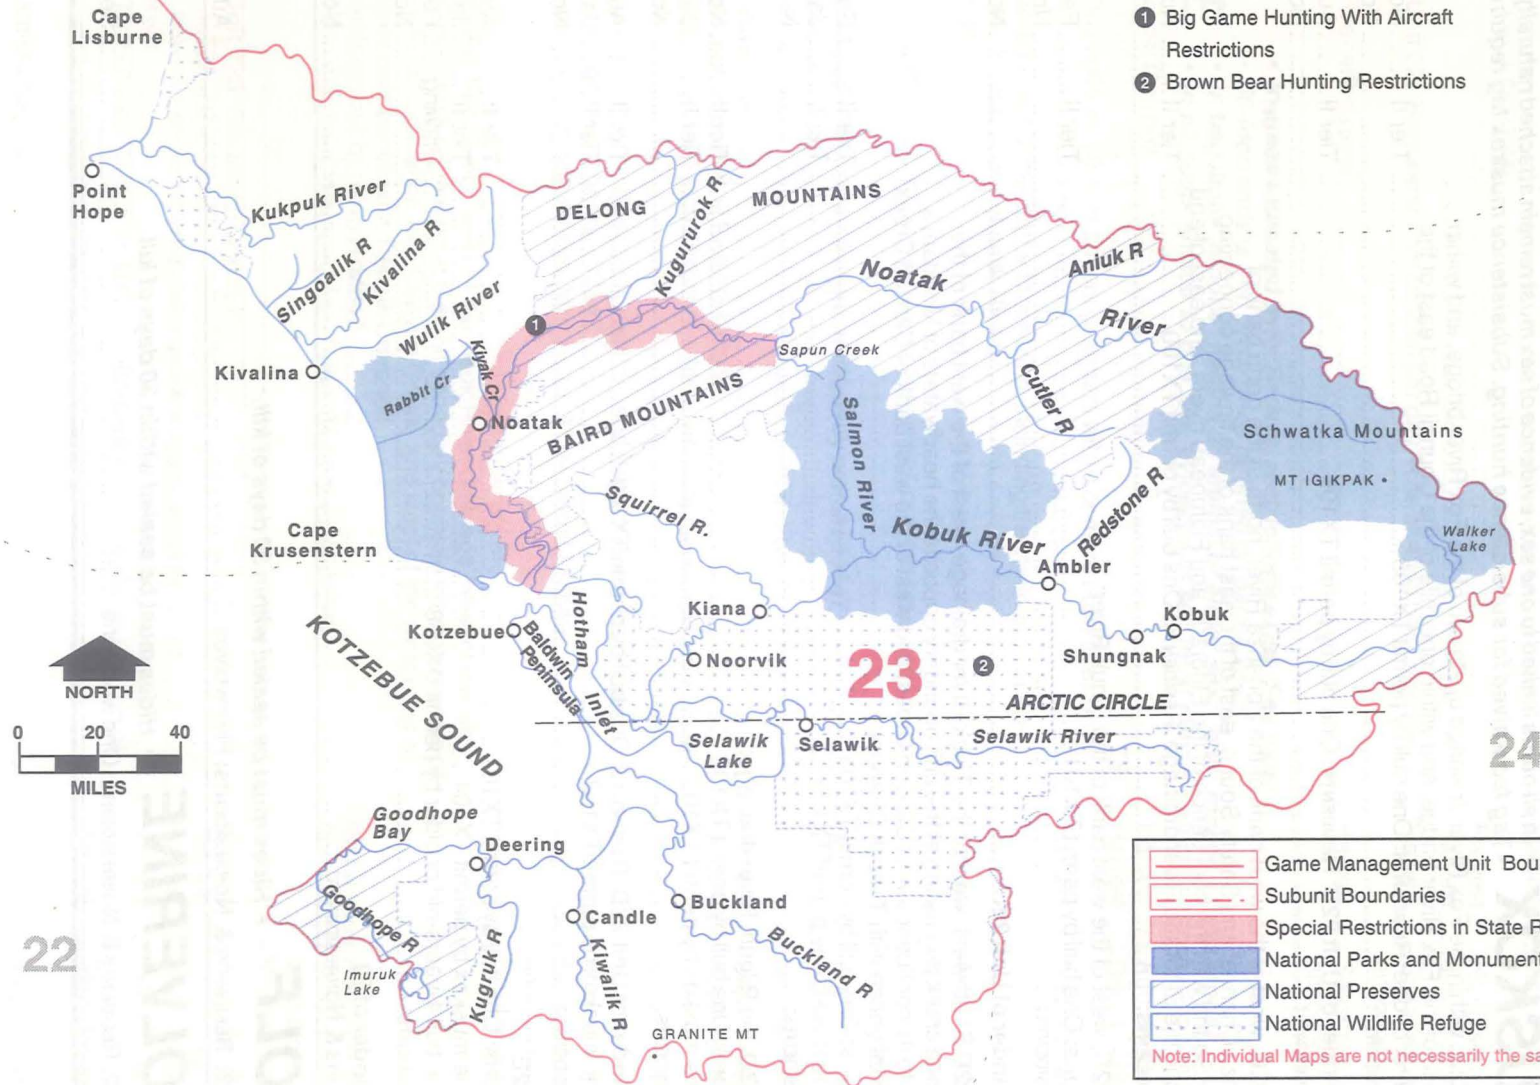 Cape
Lisburne
1 Big Game Hunting With Aircraft
Restrictions
2 Brown Bear Hunting Restrictions
Point
Hope
Kukpuk River
DELONG
MOUNTAINS
Kugururok R
Singoalik R
Kivalina R
Wulik River
Noatak
Aniuk R
River
1
Kivalina
Rabbit Cr
Kiyak Cr
Noatak
Sapun Creek
BAIRD MOUNTAINS
Salmon River
Cutler R
Schwatka Mountains
MT IGIKPAK
Squirrel R.
Kobuk River
Redstone R
Walker
Lake
Cape
Krusenstern
Ambler
Kotzebue
Baldwin
Peninsula
Hotham
Inlet
Kiana
Noorvik
23
2
Shungnak
Kobuk
KOTZEBUE SOUND
NORTH
0 20 40
MILES
ARCTIC CIRCLE
Selawik
Lake
Selawik
Selawik River
24
Goodhope
Bay
Deering
Goodhope R
Candle
Buckland
Buckland R
22
Imuruk
Lake
Kugruk R
Kiwalik R
GRANITE MT
Game Management Unit Bou
Subunit Boundaries
Special Restrictions in State R
National Parks and Monument
National Preserves
National Wildlife Refuge
Note: Individual Maps are not necessarily the sa